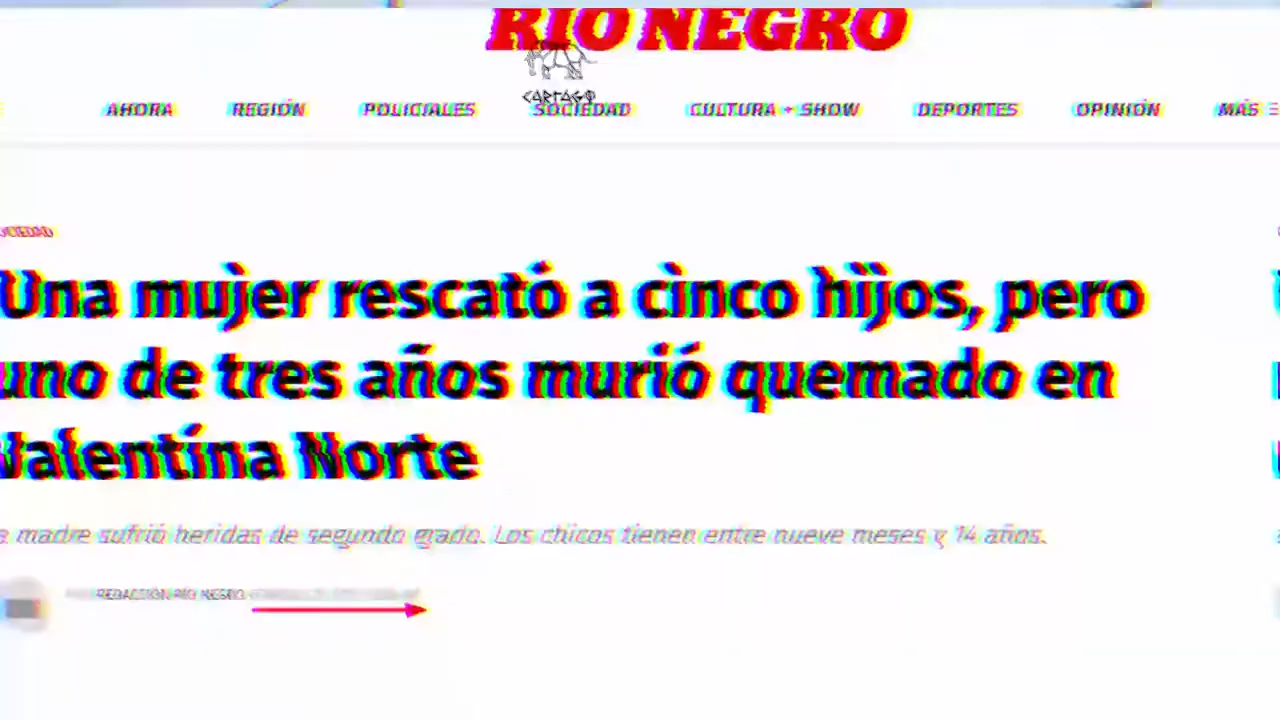 RIO NEGRO
CARTAGO
AHORA REGIÓN POLICIALES SOCIEDAD CULTURA + SHOW DEPORTES OPINIÓN MÁS
Una mujer rescató a cinco hijos, pero
uno de tres años murió quemado en
Valentina Norte
madre sufrió heridas de segundo grado. Los chicos tienen entre nueve meses y 14 años.
REDACCIÓN RÍO NEGRO